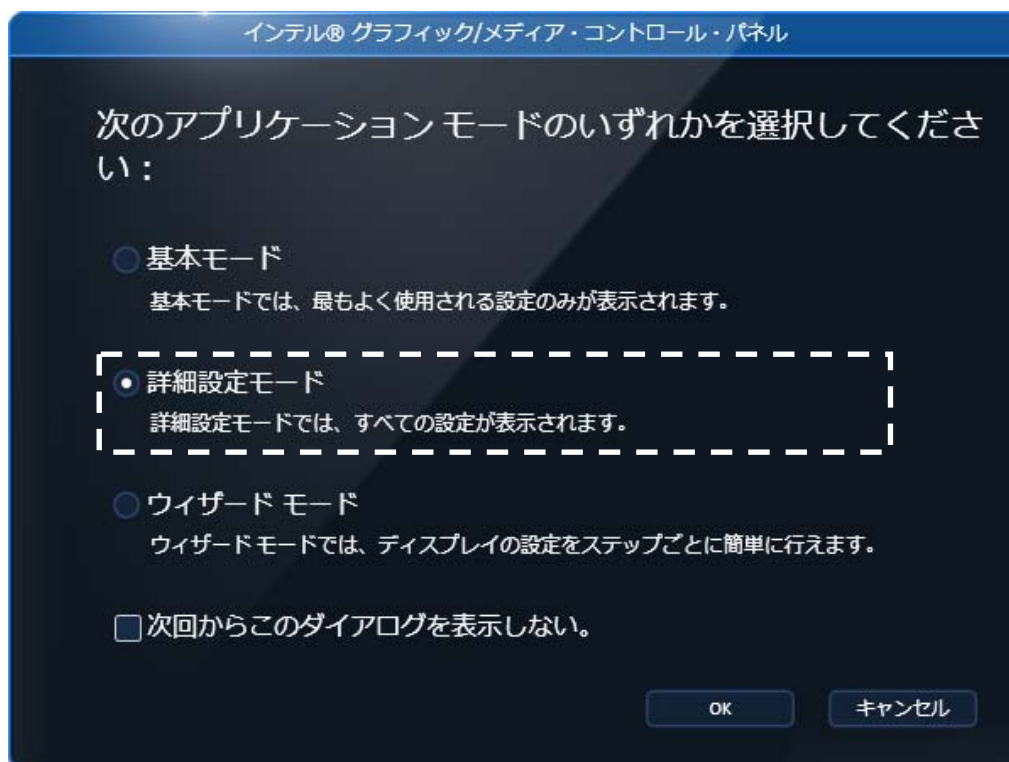 インテル® グラフィック/メディア・コントロール・パネル
次のアプリケーション モードのいずれかを選択してくださ
い：
基本モード
基本モードでは、最もよく使用される設定のみが表示されます。
詳細設定モード
詳細設定モードでは、すべての設定が表示されます。
ウィザード モード
ウィザード モードでは、ディスプレイの設定をステップごとに簡単に行えます。
次回からこのダイアログを表示しない。
OK
キャンセル